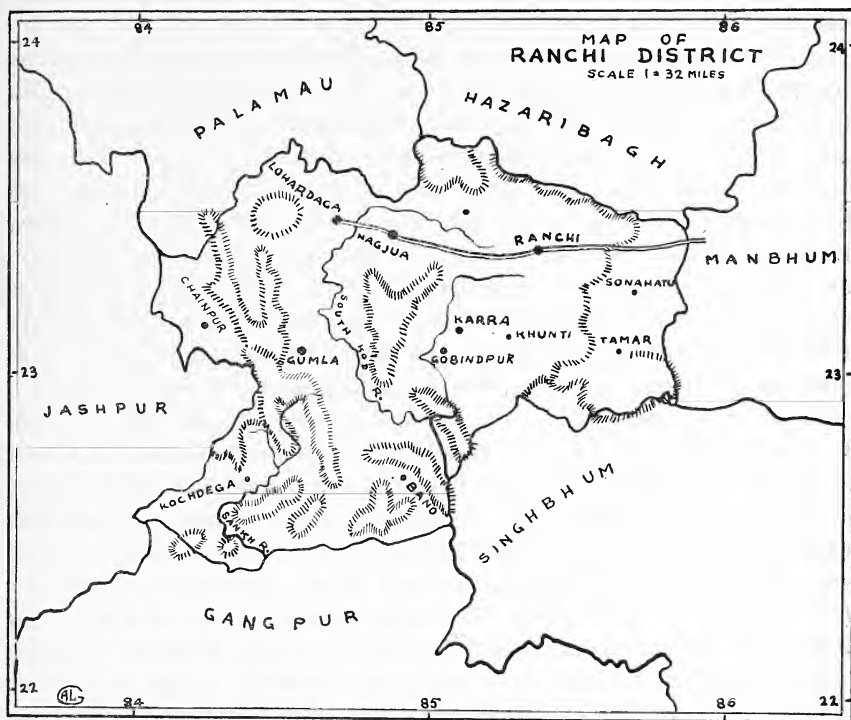 84 85 86
24 24
MAP OF
RANCHI DISTRICT
SCALE 1 = 32 MILES
PALAMAU
HAZARIBAGH
LOHARDAGA
NAGJUA
RANCHI
MANBHUM
CHAINPUR
SONAHATU
SOUTH KOEL R.
KARRA
KHUNTI
TAMAR
GUMLA
GOBINDPUR
23 23
JASHPUR
KOCHDEGA
BANO
SANKH R.
SINGHBHUM
GANGPUR
22 22
84 85 86